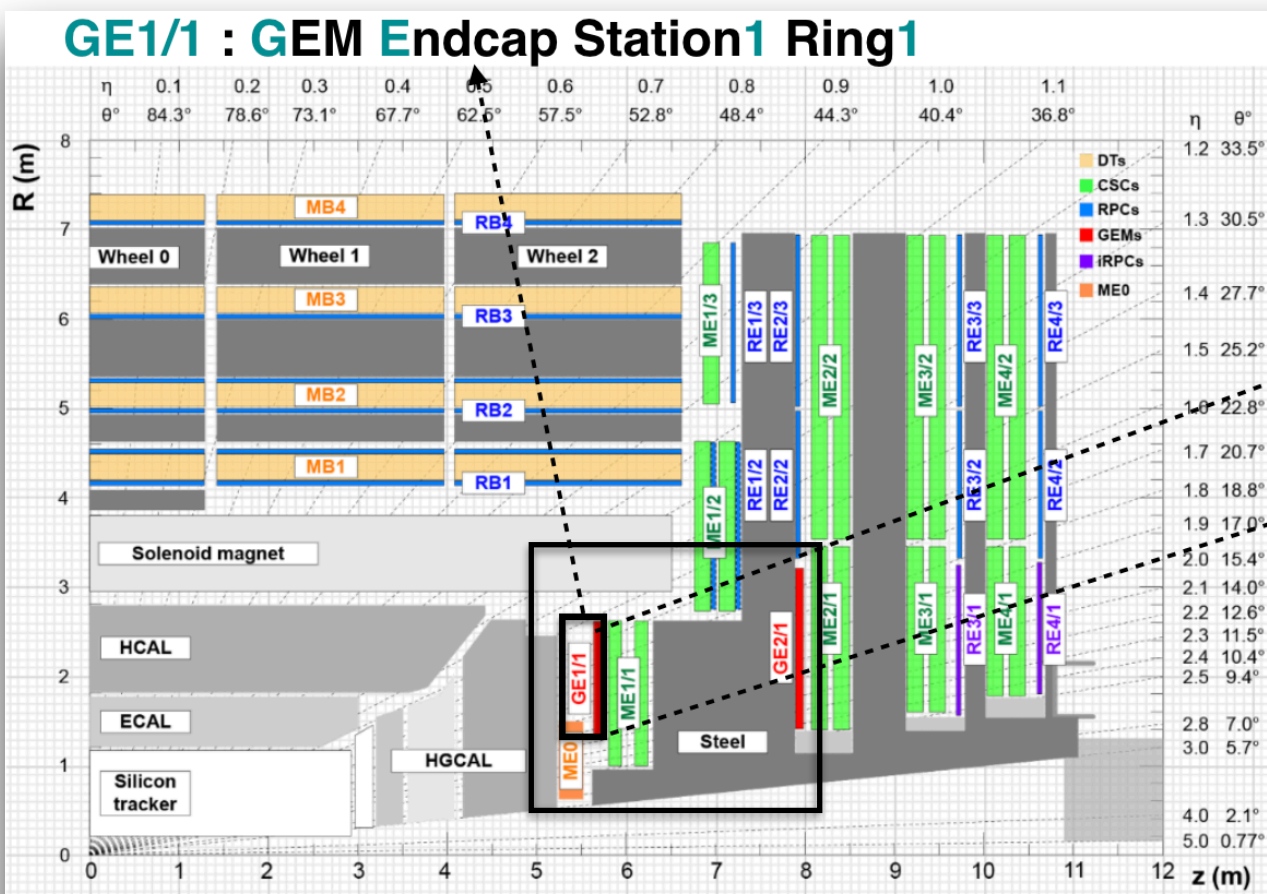 GE1/1 : GEM Endcap Station1 Ring1
η 0.1 0.2 0.3 0.4 0.5 0.6 0.7 0.8 0.9 1.0 1.1
θ° 84.3° 78.6° 73.1° 67.7° 62.5° 57.5° 52.8° 48.4° 44.3° 40.4° 36.8° η θ°
R (m)
8
7
6
5
4
3
2
1
0
1.2 33.5°
1.3 30.5°
1.4 27.7°
1.5 25.2°
22.8°
1.7 20.7°
1.8 18.8°
1.9 17.0°
2.0 15.4°
2.1 14.0°
2.2 12.6°
2.3 11.5°
2.4 10.4°
2.5 9.4°
2.8 7.0°
3.0 5.7°
4.0 2.1°
5.0 0.77°
DTs
CSCs
RPCs
GEMs
iRPCs
ME0
MB4
RB4
Wheel 0
Wheel 1
Wheel 2
MB3
RB3
MB2
RB2
MB1
RB1
Solenoid magnet
HCAL
ECAL
HGCAL
Silicon
tracker
Steel
ME1/3
RE1/3
RE2/3
ME2/2
ME3/2
RE3/3
ME4/2
RE4/3
ME1/2
RE1/2
RE2/2
RE3/2
RE4/2
GE1/1
ME1/1
ME0
GE2/1
ME2/1
ME3/1
RE3/1
ME4/1
RE4/1
0 1 2 3 4 5 6 7 8 9 10 11 12 z (m)